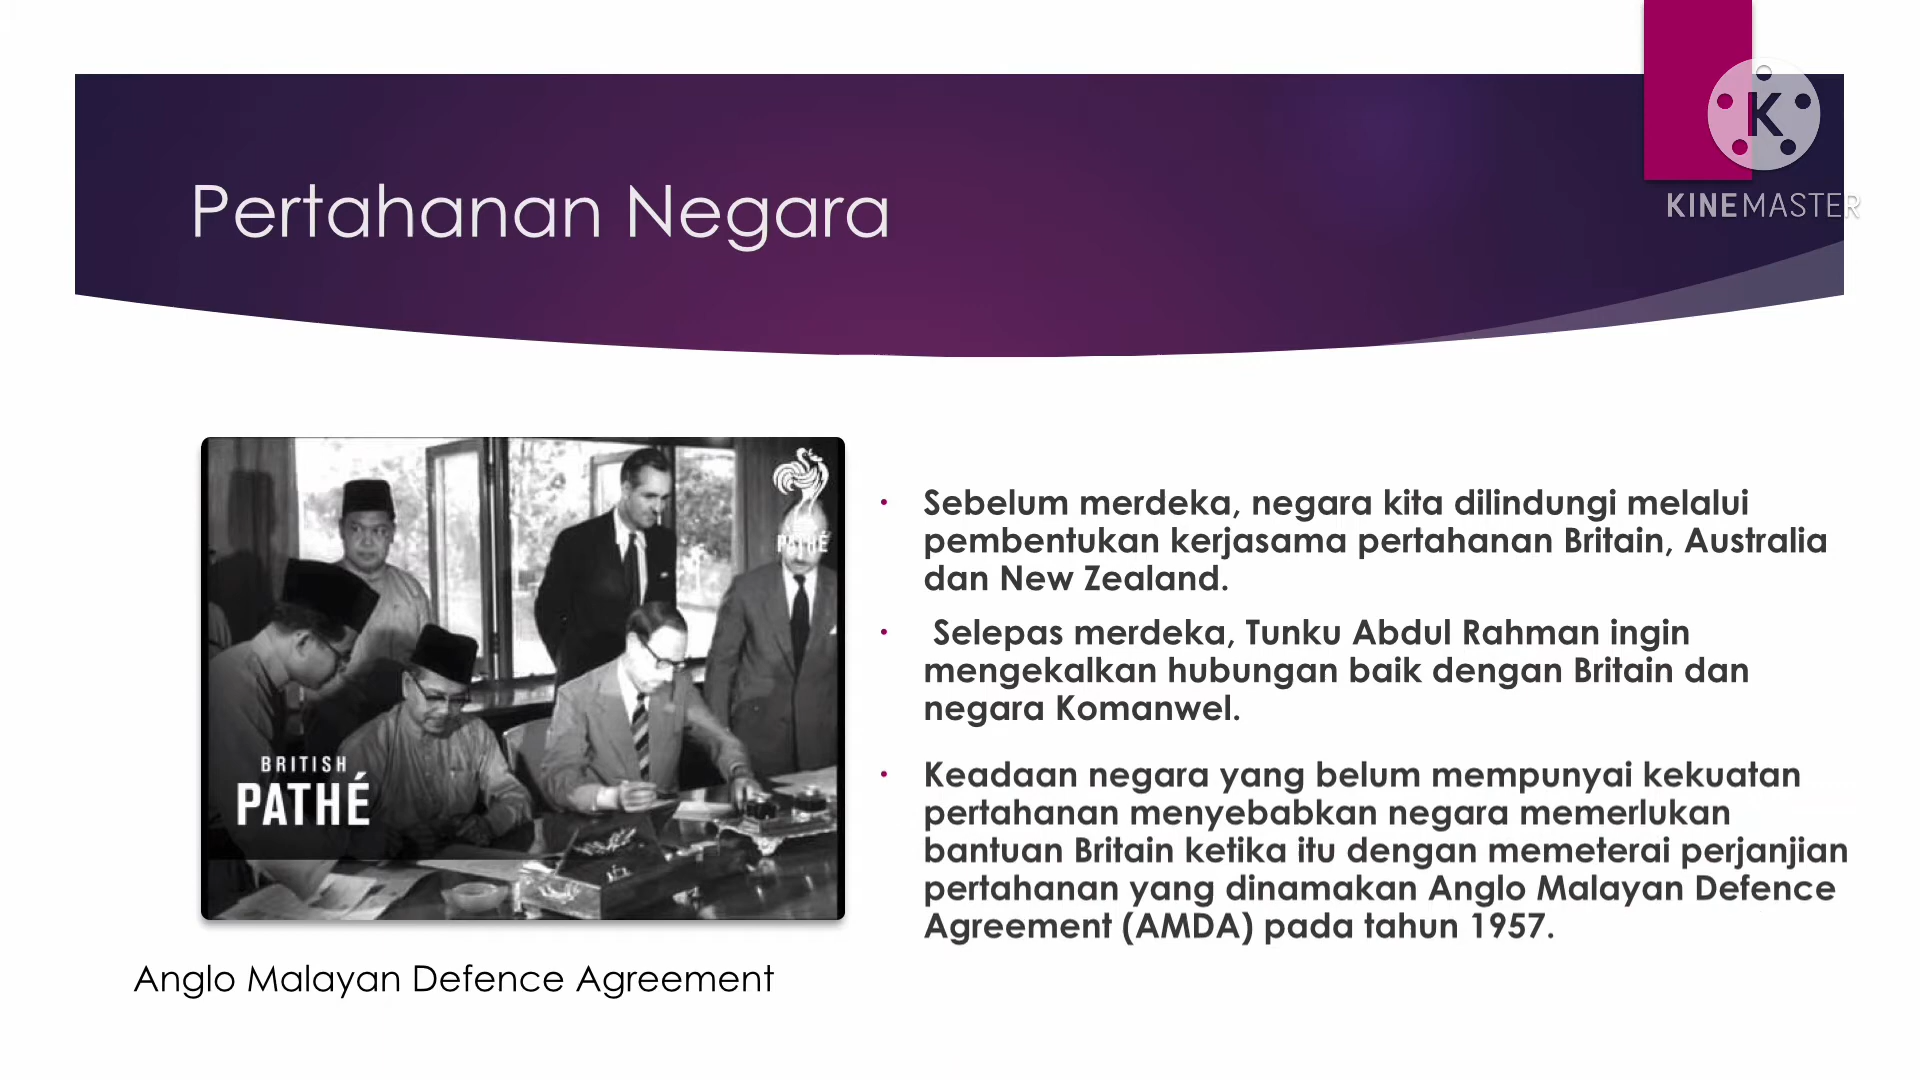 K
KINEMASTER
Pertahanan Negara
PATHÉ
BRITISH
PATHÉ
Anglo Malayan Defence Agreement
• Sebelum merdeka, negara kita dilindungi melalui
pembentukan kerjasama pertahanan Britain, Australia
dan New Zealand.
• Selepas merdeka, Tunku Abdul Rahman ingin
mengekalkan hubungan baik dengan Britain dan
negara Komanwel.
• Keadaan negara yang belum mempunyai kekuatan
pertahanan menyebabkan negara memerlukan
bantuan Britain ketika itu dengan memeterai perjanjian
pertahanan yang dinamakan Anglo Malayan Defence
Agreement (AMDA) pada tahun 1957.